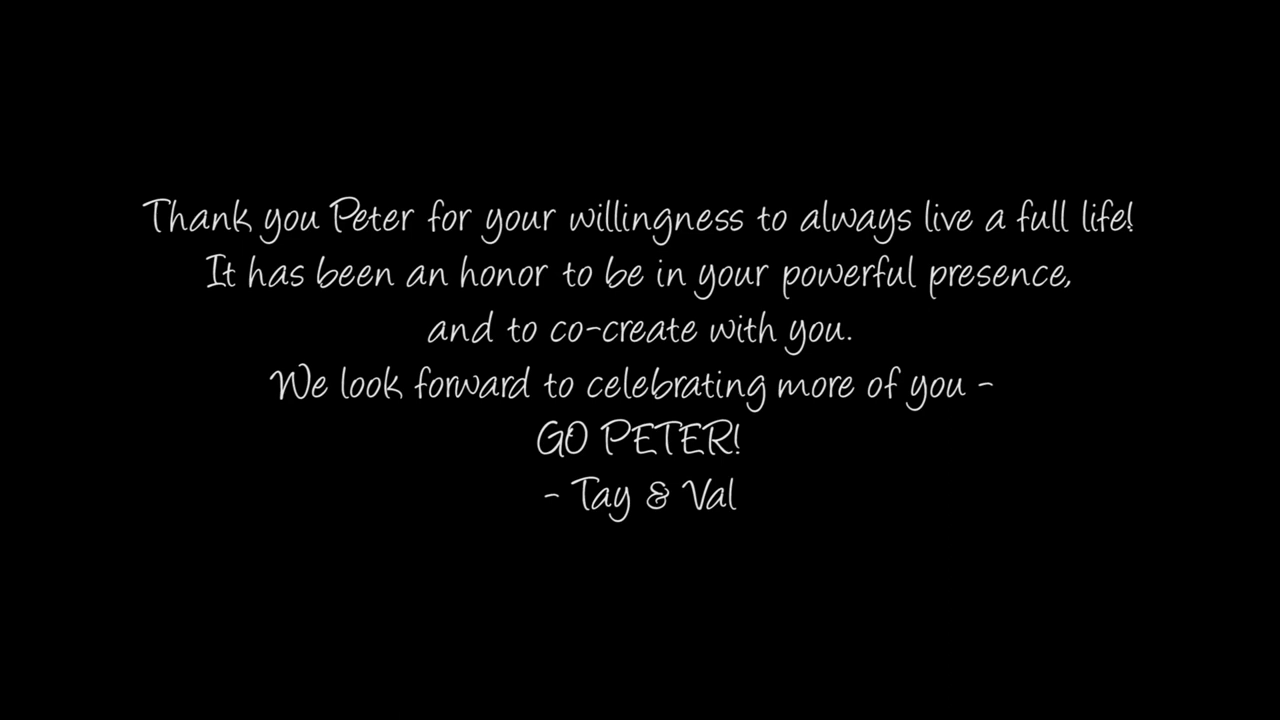 Thank you Peter for your willingness to always live a full life!
It has been an honor to be in your powerful presence,
and to co-create with you.
We look forward to celebrating more of you -
GO PETER!
- Tay & Val